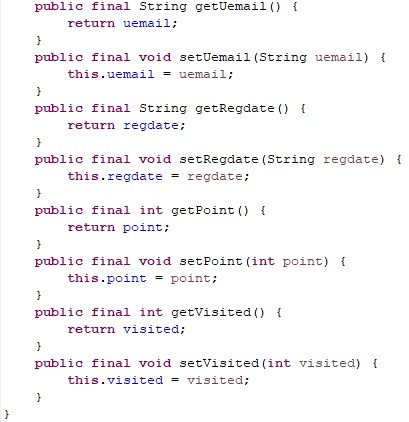 public final String getUemail() {
return uemail;
}
public final void setUemail(String uemail) {
this.uemail = uemail;
}
public final String getRegdate() {
return regdate;
}
public final void setRegdate(String regdate) {
this.regdate = regdate;
}
public final int getPoint() {
return point;
}
public final void setPoint(int point) {
this.point = point;
}
public final int getVisited() {
return visited;
}
public final void setVisited(int visited) {
this.visited = visited;
}
}